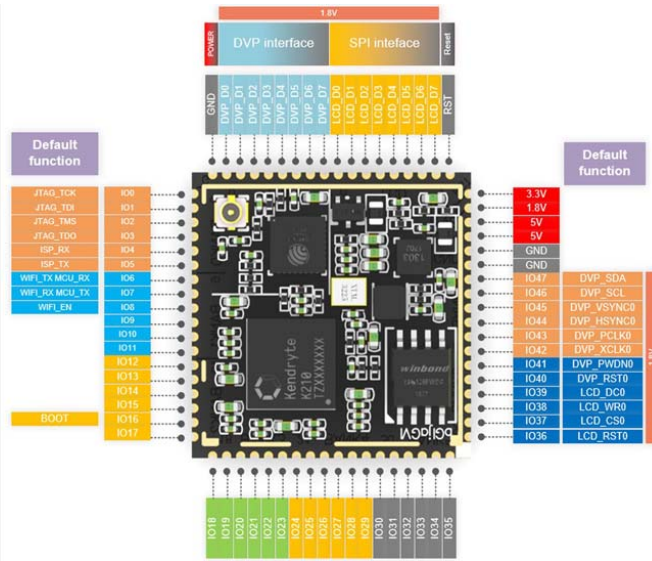 1.8V
POWER
DVP interface
SPI inteface
Reset
GND
DVP_D0
DVP_D1
DVP_D2
DVP_D3
DVP_D4
DVP_D5
DVP_D6
DVP_D7
LCD_D0
LCD_D1
LCD_D2
LCD_D3
LCD_D4
LCD_D5
LCD_D6
LCD_D7
RST
Default
function
JTAG_TCK IO0
JTAG_TDI IO1
JTAG_TMS IO2
JTAG_TDO IO3
ISP_RX IO4
ISP_TX IO5
WIFI_TX MCU_RX IO6
WIFI_RX MCU_TX IO7
WIFI_EN IO8
IO9
IO10
IO11
IO12
IO13
IO14
IO15
BOOT IO16
IO17
Kendryte
K210
TZXXXXXXX
winbond
Default
function
3.3V
1.8V
5V
5V
GND
GND
IO47 DVP_SDA
IO46 DVP_SCL
IO45 DVP_VSYNC0
IO44 DVP_HSYNC0
IO43 DVP_PCLK0
IO42 DVP_XCLK0
IO41 DVP_PWDN0
IO40 DVP_RST0
IO39 LCD_DC0
IO38 LCD_WR0
IO37 LCD_CS0
IO36 LCD_RST0
1.8V
IO18
IO19
IO20
IO21
IO22
IO23
IO24
IO25
IO26
IO27
IO28
IO29
IO30
IO31
IO32
IO33
IO34
IO35